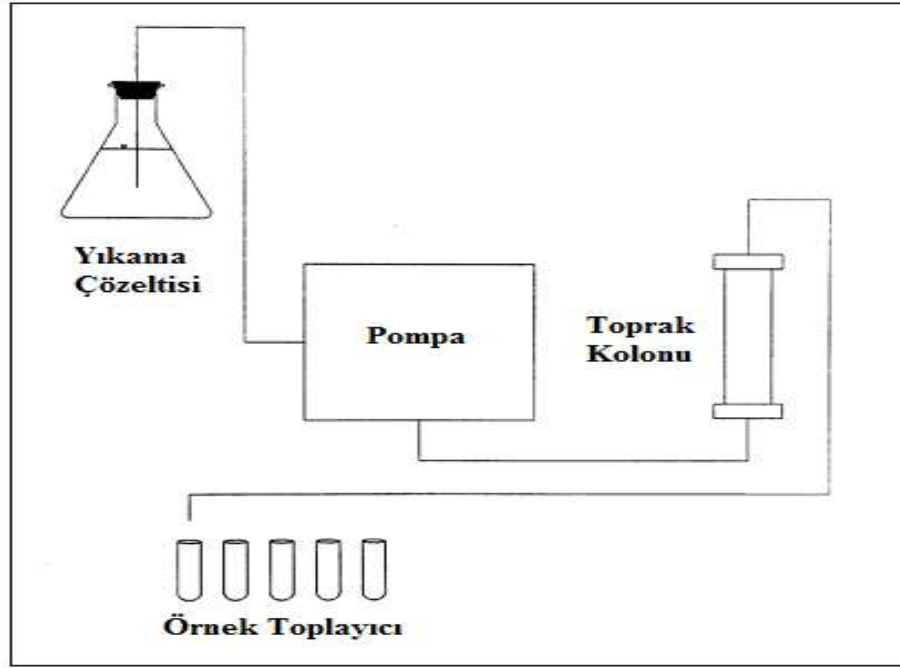 Yıkama
Çözeltisi
Pompa
Toprak
Kolonu
Örnek Toplayıcı